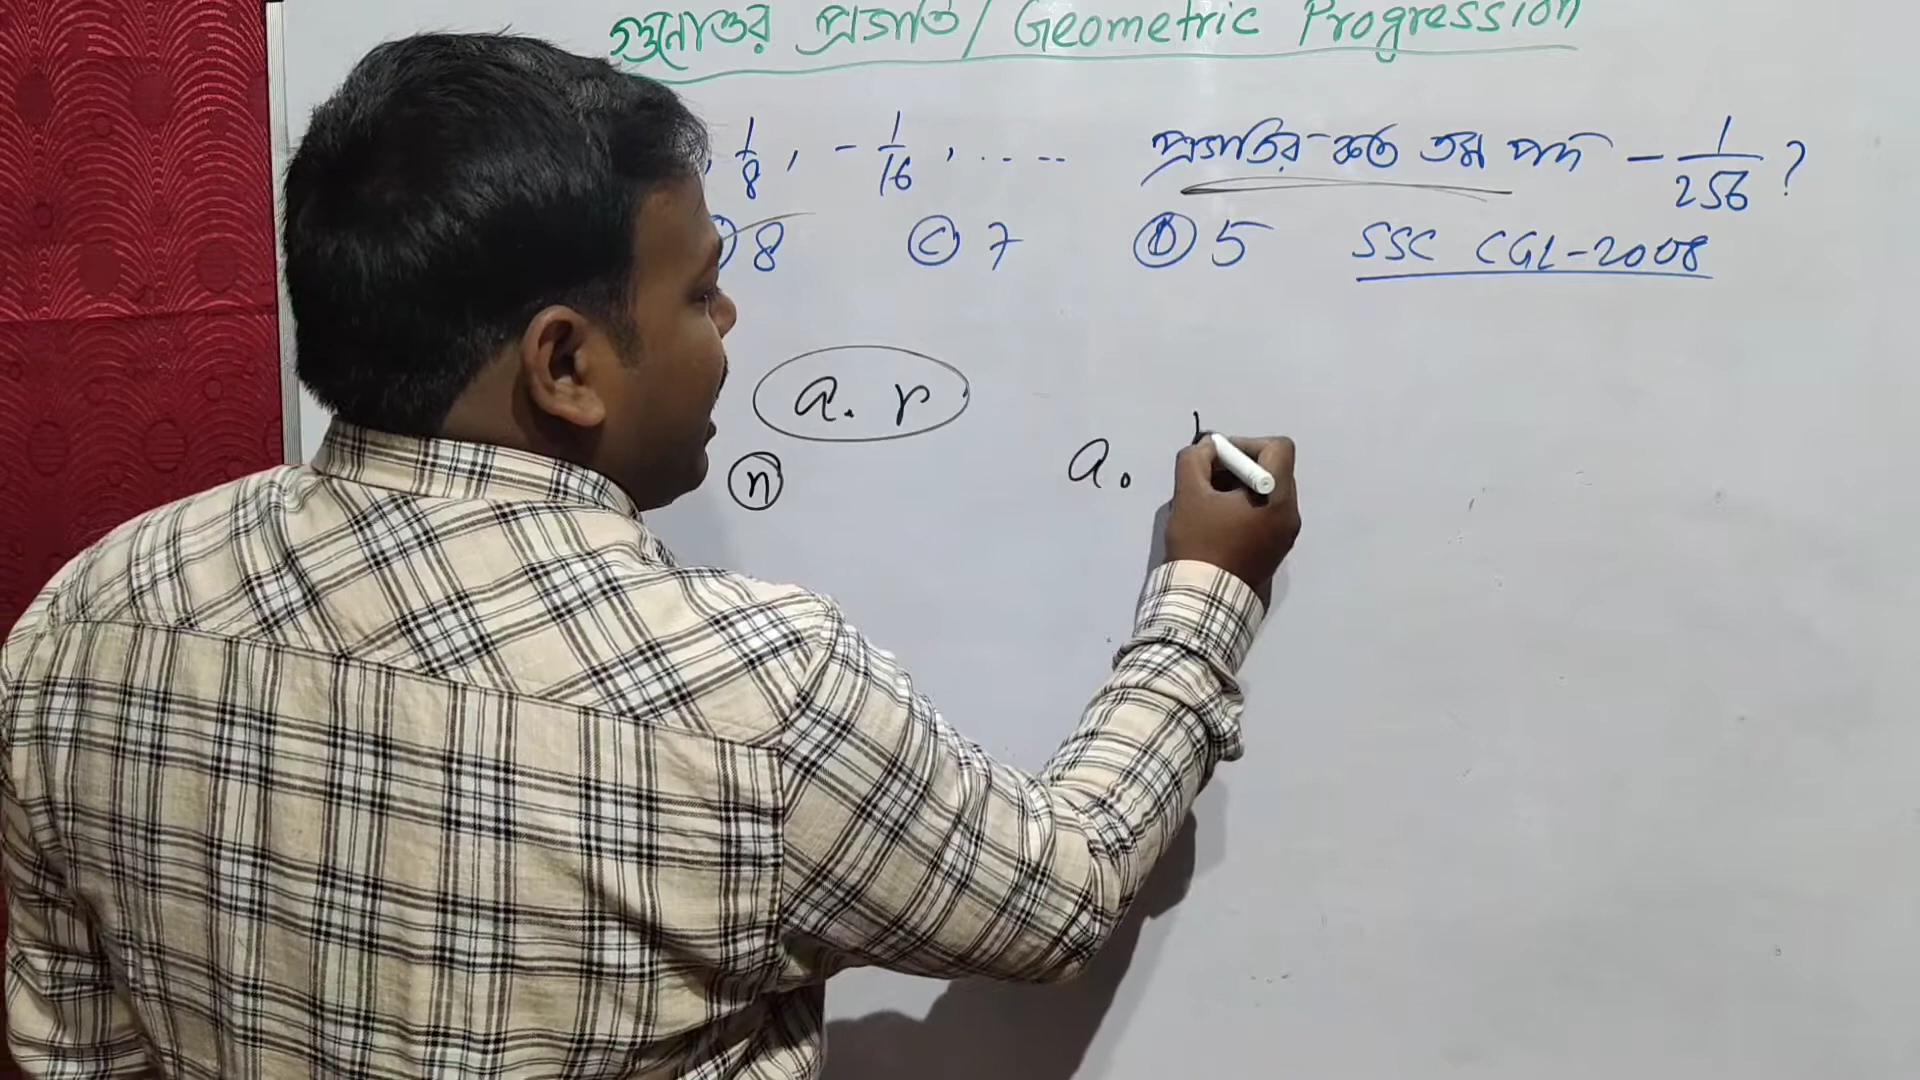 গুনোত্তর প্রগতি / Geometric Progression
, 1/8 , - 1/16 , ..... প্রগতির কত তম পদ - 1/256 ?
8 Ⓒ 7 Ⓓ 5 SSC CGL-2008
a. r
ⓝ
a.